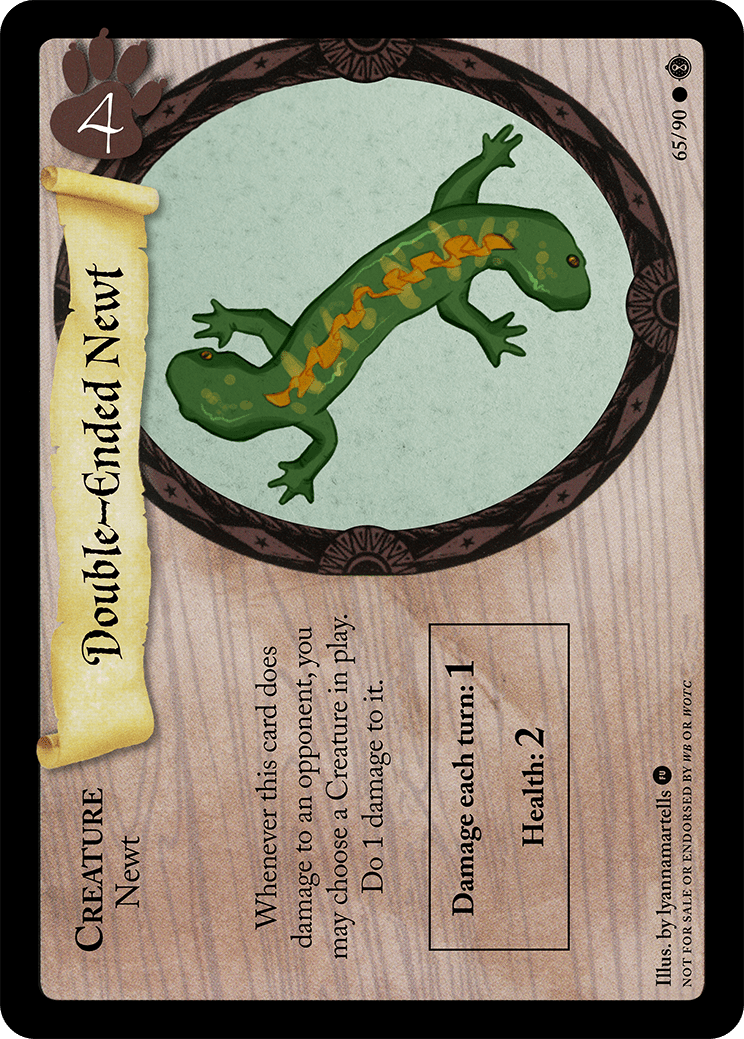 4
Double-Ended Newt
CREATURE
Newt
Whenever this card does
damage to an opponent, you
may choose a Creature in play.
Do 1 damage to it.
Damage each turn: 1
Health: 2
65/90
Illus. by lyannamartells FU
NOT FOR SALE OR ENDORSED BY WB OR WOTC